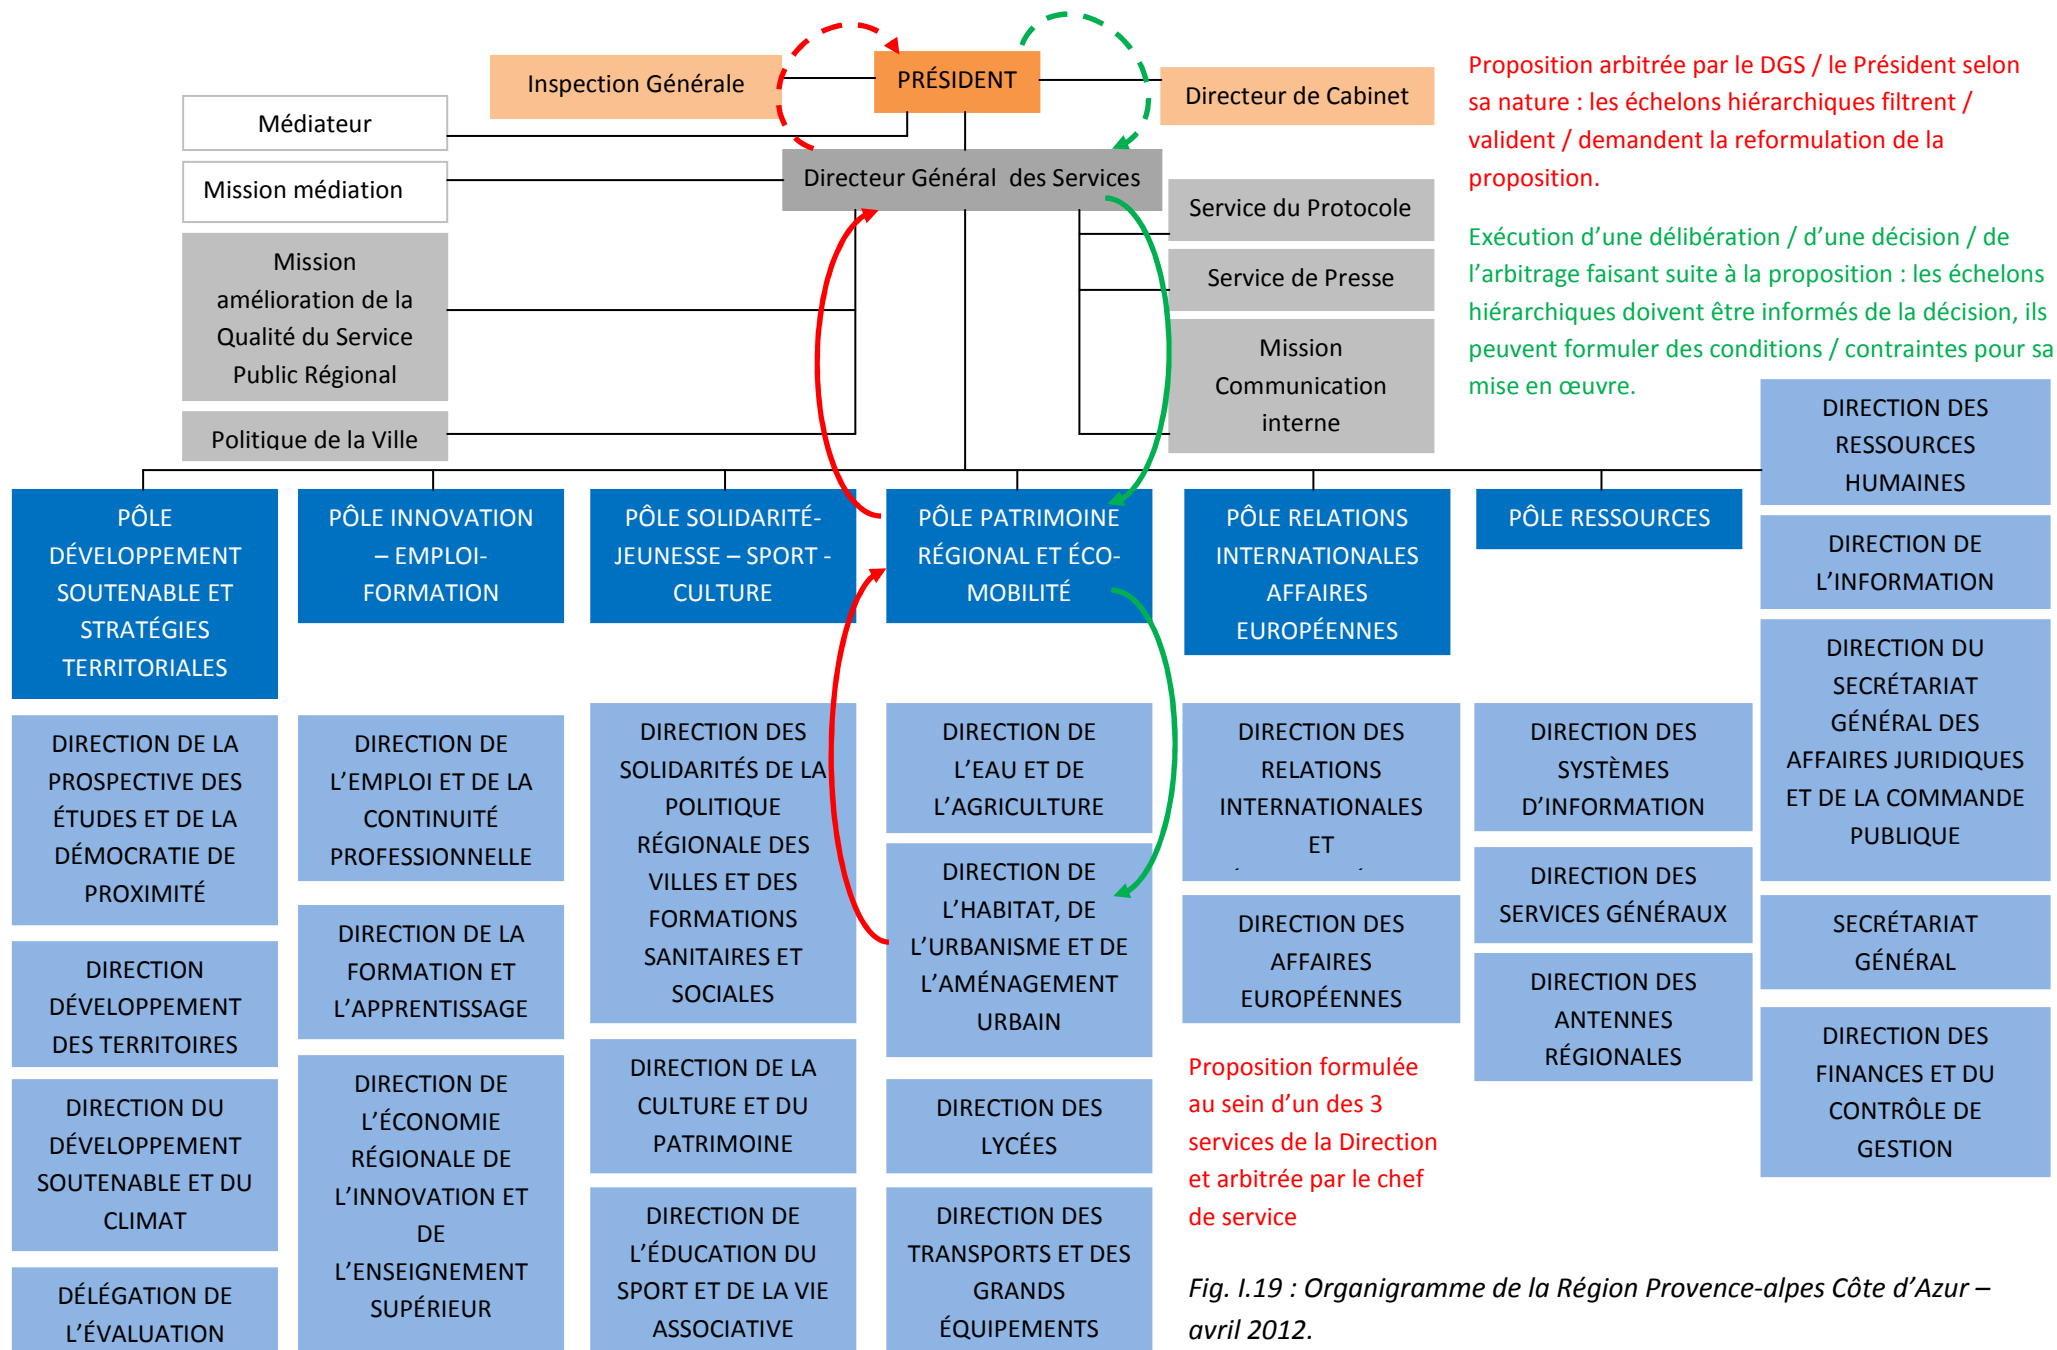 Inspection Générale
PRÉSIDENT
Directeur de Cabinet
Médiateur
Mission médiation
Directeur Général des Services
Mission
amélioration de la
Qualité du Service
Public Régional
Politique de la Ville
Service du Protocole
Service de Presse
Mission
Communication
interne
Proposition arbitrée par le DGS / le Président selon
sa nature : les échelons hiérarchiques filtrent /
valident / demandent la reformulation de la
proposition.
Exécution d’une délibération / d’une décision / de
l’arbitrage faisant suite à la proposition : les échelons
hiérarchiques doivent être informés de la décision, ils
peuvent formuler des conditions / contraintes pour sa
mise en œuvre.
PÔLE
DÉVELOPPEMENT
SOUTENABLE ET
STRATÉGIES
TERRITORIALES
DIRECTION DE LA
PROSPECTIVE DES
ÉTUDES ET DE LA
DÉMOCRATIE DE
PROXIMITÉ
DIRECTION
DÉVELOPPEMENT
DES TERRITOIRES
DIRECTION DU
DÉVELOPPEMENT
SOUTENABLE ET DU
CLIMAT
DÉLÉGATION DE
L’ÉVALUATION
PÔLE INNOVATION
– EMPLOI-
FORMATION
DIRECTION DE
L’EMPLOI ET DE LA
CONTINUITÉ
PROFESSIONNELLE
DIRECTION DE LA
FORMATION ET
L’APPRENTISSAGE
DIRECTION DE
L’ÉCONOMIE
RÉGIONALE DE
L’INNOVATION ET
DE
L’ENSEIGNEMENT
SUPÉRIEUR
PÔLE SOLIDARITÉ-
JEUNESSE – SPORT -
CULTURE
DIRECTION DES
SOLIDARITÉS DE LA
POLITIQUE
RÉGIONALE DES
VILLES ET DES
FORMATIONS
SANITAIRES ET
SOCIALES
DIRECTION DE LA
CULTURE ET DU
PATRIMOINE
DIRECTION DE
L’ÉDUCATION DU
SPORT ET DE LA VIE
ASSOCIATIVE
PÔLE PATRIMOINE
RÉGIONAL ET ÉCO-
MOBILITÉ
DIRECTION DE
L’EAU ET DE
L’AGRICULTURE
DIRECTION DE
L’HABITAT, DE
L’URBANISME ET DE
L’AMÉNAGEMENT
URBAIN
DIRECTION DES
LYCÉES
DIRECTION DES
TRANSPORTS ET DES
GRANDS
ÉQUIPEMENTS
PÔLE RELATIONS
INTERNATIONALES
AFFAIRES
EUROPÉENNES
DIRECTION DES
RELATIONS
INTERNATIONALES
ET
DIRECTION DES
AFFAIRES
EUROPÉENNES
PÔLE RESSOURCES
DIRECTION DES
SYSTÈMES
D’INFORMATION
DIRECTION DES
SERVICES GÉNÉRAUX
DIRECTION DES
ANTENNES
RÉGIONALES
DIRECTION DES
RESSOURCES
HUMAINES
DIRECTION DE
L’INFORMATION
DIRECTION DU
SECRÉTARIAT
GÉNÉRAL DES
AFFAIRES JURIDIQUES
ET DE LA COMMANDE
PUBLIQUE
SECRÉTARIAT
GÉNÉRAL
DIRECTION DES
FINANCES ET DU
CONTRÔLE DE
GESTION
Proposition formulée
au sein d’un des 3
services de la Direction
et arbitrée par le chef
de service
Fig. I.19 : Organigramme de la Région Provence-alpes Côte d’Azur –
avril 2012.